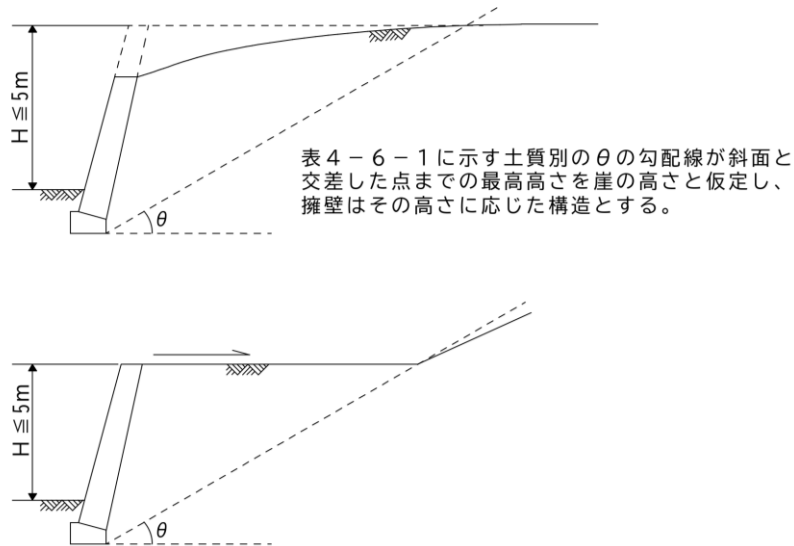 H≦5m
表４－６－１に示す土質別のθの勾配線が斜面と
交差した点までの最高高さを崖の高さと仮定し、
擁壁はその高さに応じた構造とする。
θ
H≦5m
θ